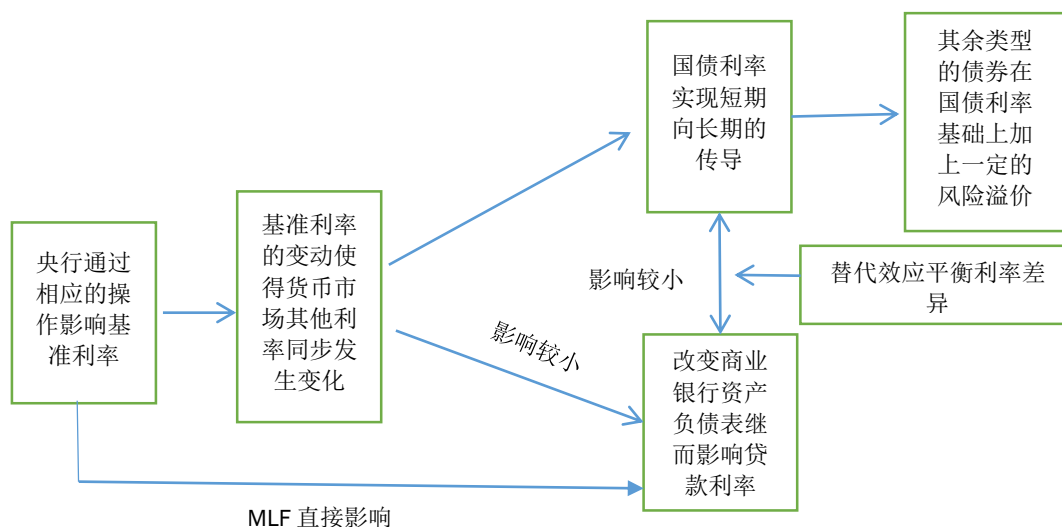 央行通过
相应的操
作影响基
准利率
基准利率
的变动使
得货币市
场其他利
率同步发
生变化
国债利率
实现短期
向长期的
传导
其余类型
的债券在
国债利率
基础上加
上一定的
风险溢价
影响较小
替代效应平衡利率差
异
影响较小
改变商业
银行资产
负债表继
而影响贷
款利率
MLF 直接影响